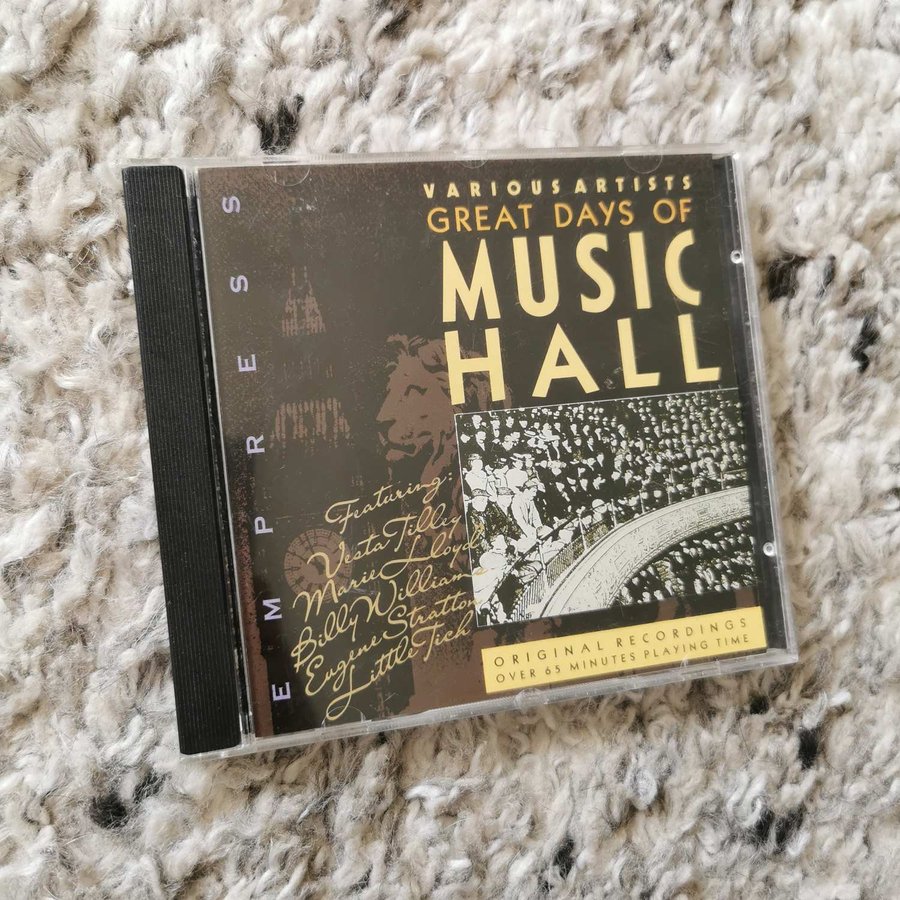 EMPRESS
VARIOUS ARTISTS
GREAT DAYS OF
MUSIC
HALL
Featuring:
Vesta Tilley
Marie Lloyd
Billy Williams
Eugene Stratton
Little Tich
ORIGINAL RECORDINGS
OVER 65 MINUTES PLAYING TIME